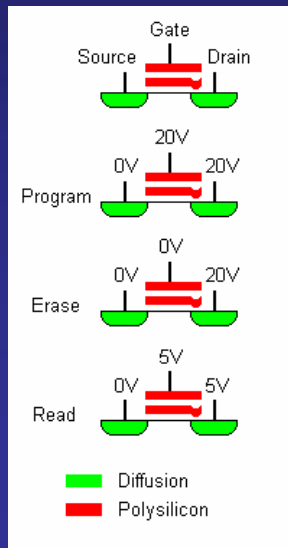 Gate
Source Drain
20V
0V 20V
Program
0V
0V 20V
Erase
5V
0V 5V
Read
Diffusion
Polysilicon